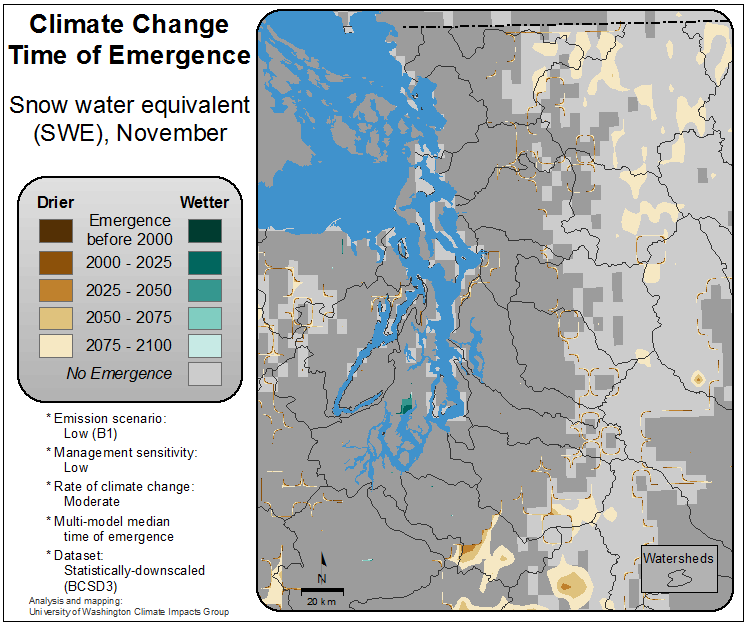 Climate Change
Time of Emergence
Snow water equivalent
(SWE), November
Drier
Wetter
Emergence
before 2000
2000 - 2025
2025 - 2050
2050 - 2075
2075 - 2100
No Emergence
* Emission scenario:
Low (B1)
* Management sensitivity:
Low
* Rate of climate change:
Moderate
* Multi-model median
time of emergence
* Dataset:
Statistically-downscaled
(BCSD3)
Analysis and mapping:
University of Washington Climate Impacts Group
N
20 km
Watersheds